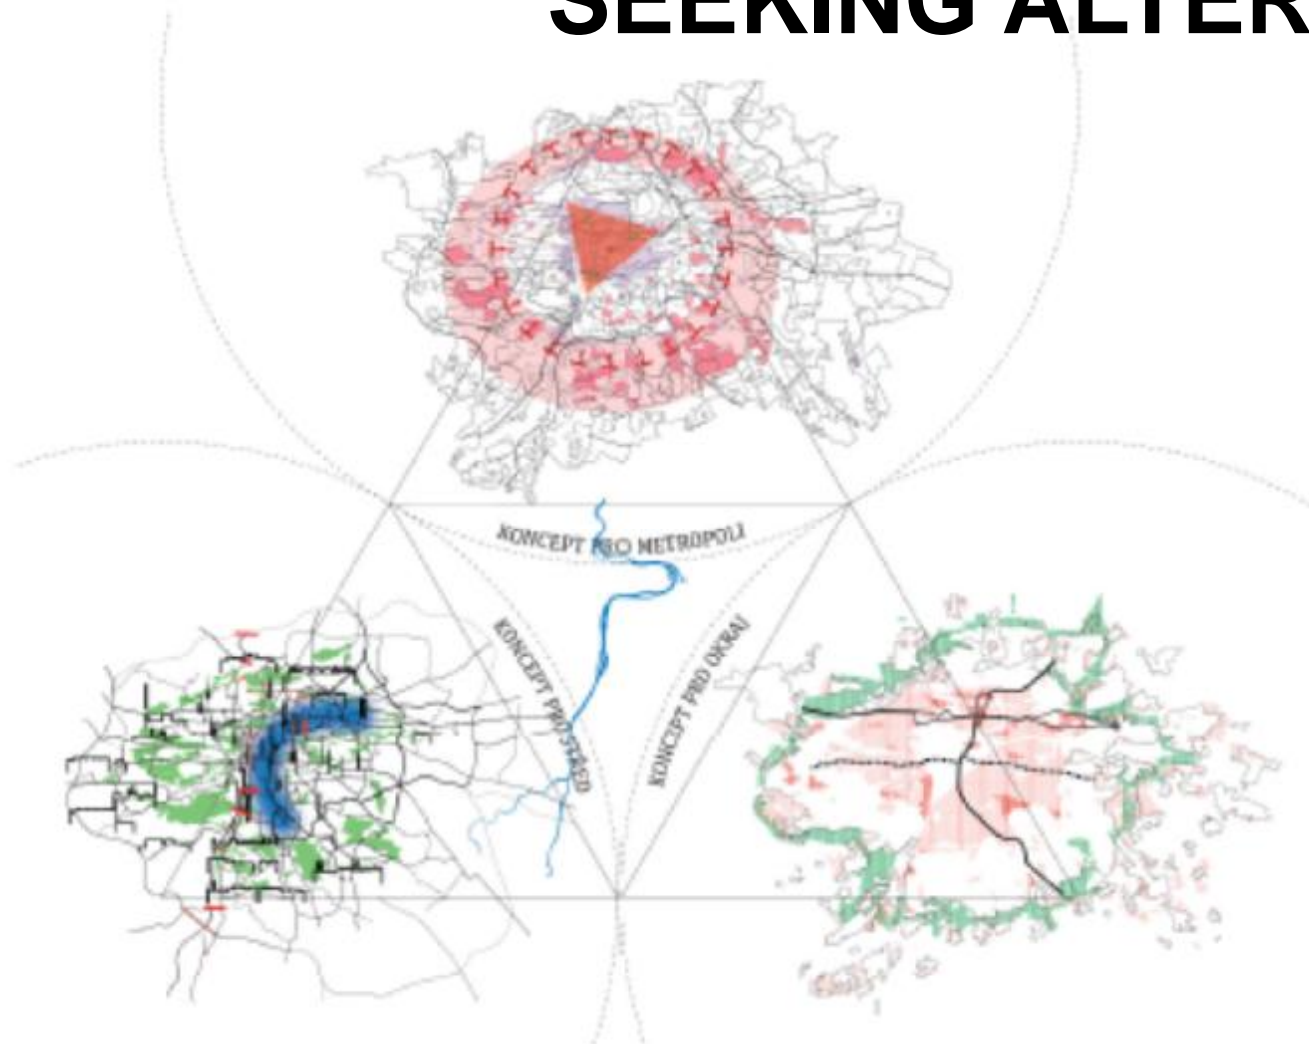 SEEKING ALTER
KONCEPT PRO METROPOLI
KONCEPT PRO STŘED
KONCEPT PRO OKRAJ